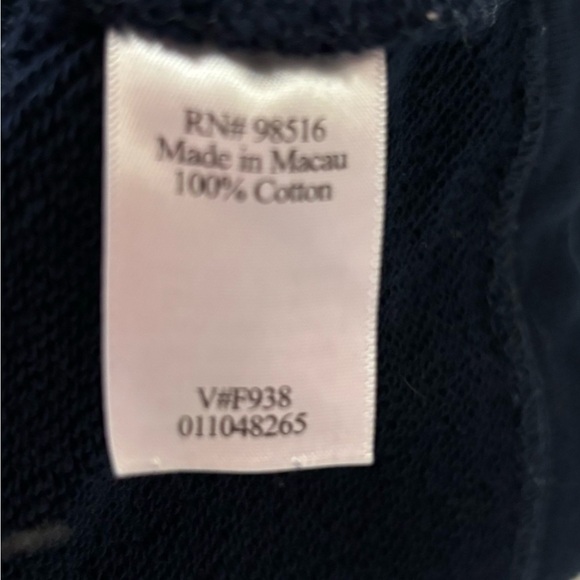 RN# 98516
Made in Macau
100% Cotton
V#F938
011048265